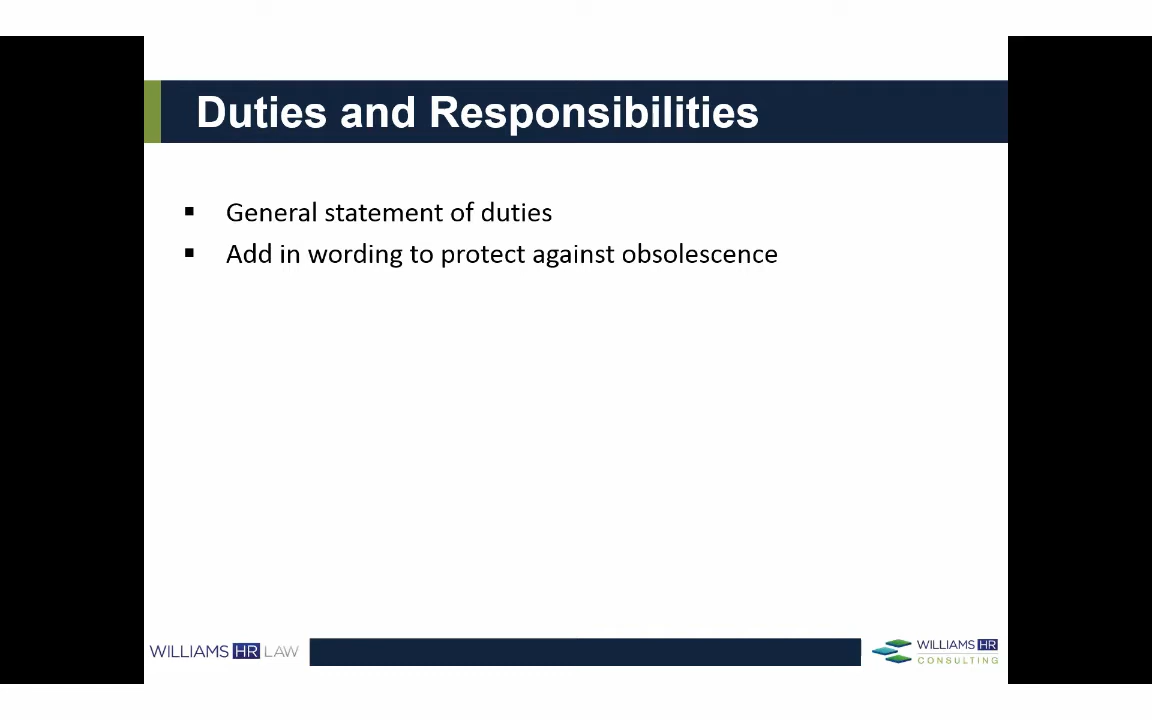 Duties and Responsibilities
▪ General statement of duties
▪ Add in wording to protect against obsolescence
WILLIAMS HR LAW
WILLIAMS HR
CONSULTING